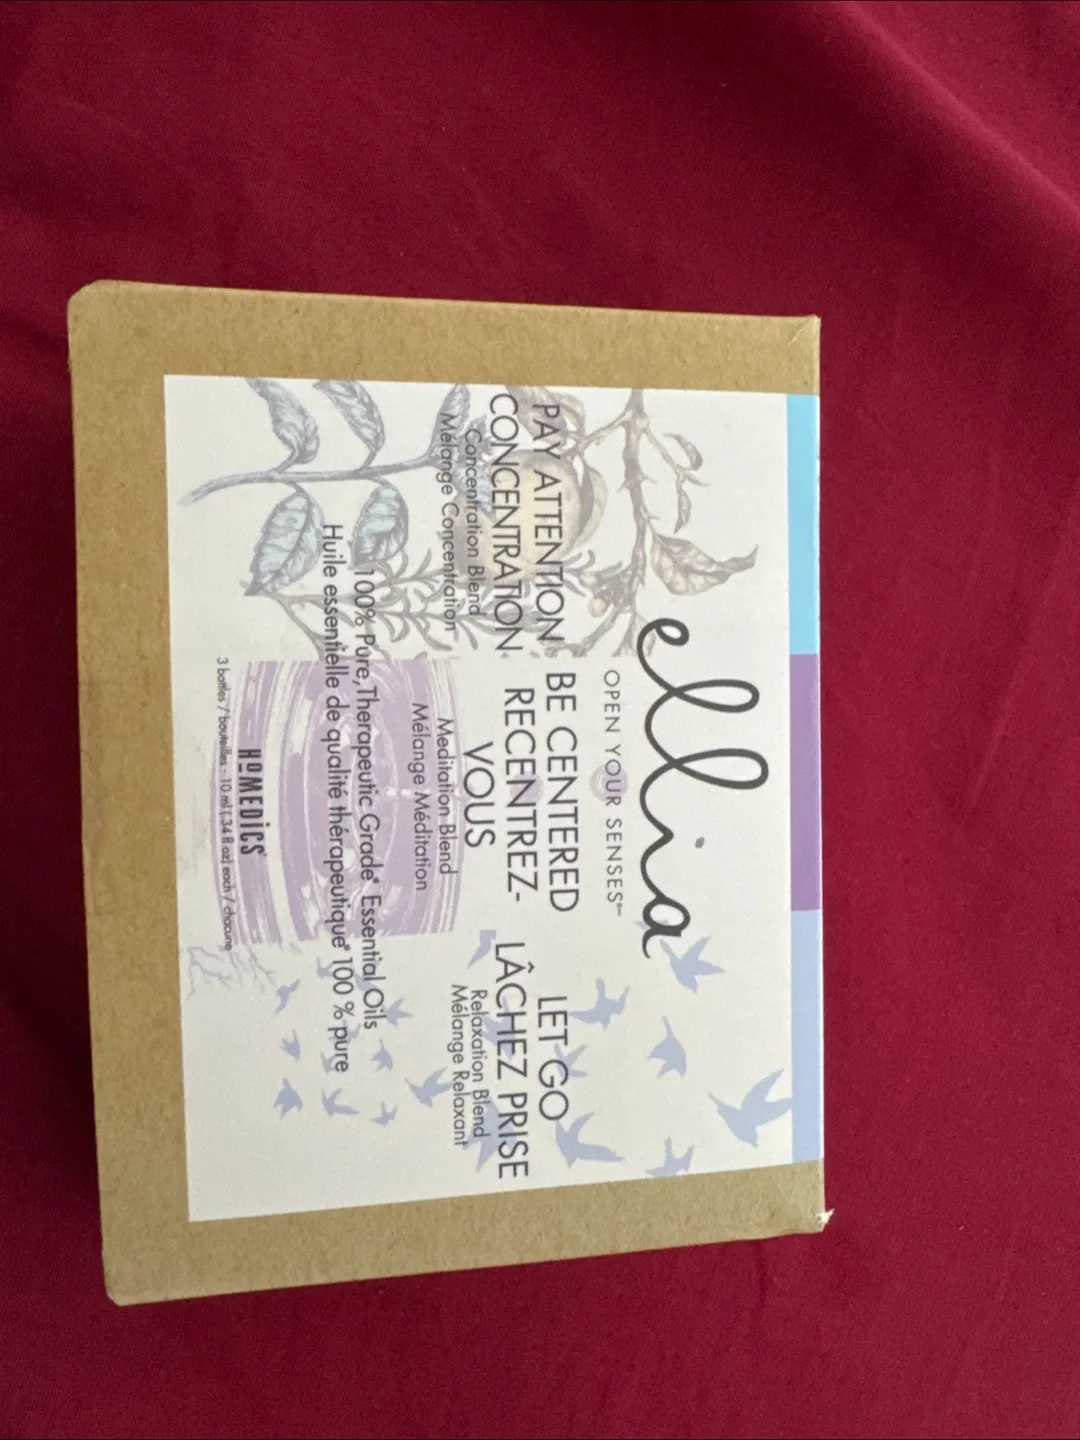 ellia
OPEN YOUR SENSES℠
PAY ATTENTION
CONCENTRATION
Concentration Blend
Mélange Concentration
BE CENTERED
RECENTREZ-
VOUS
Meditation Blend
Mélange Méditation
LET GO
LÂCHEZ PRISE
Relaxation Blend
Mélange Relaxant
100% Pure, Therapeutic Grade* Essential Oils
Huile essentielle de qualité thérapeutique* 100 % pure
HoMEDiCS®
3 bottles / bouteilles - 10 ml (.34 fl oz) each / chacune